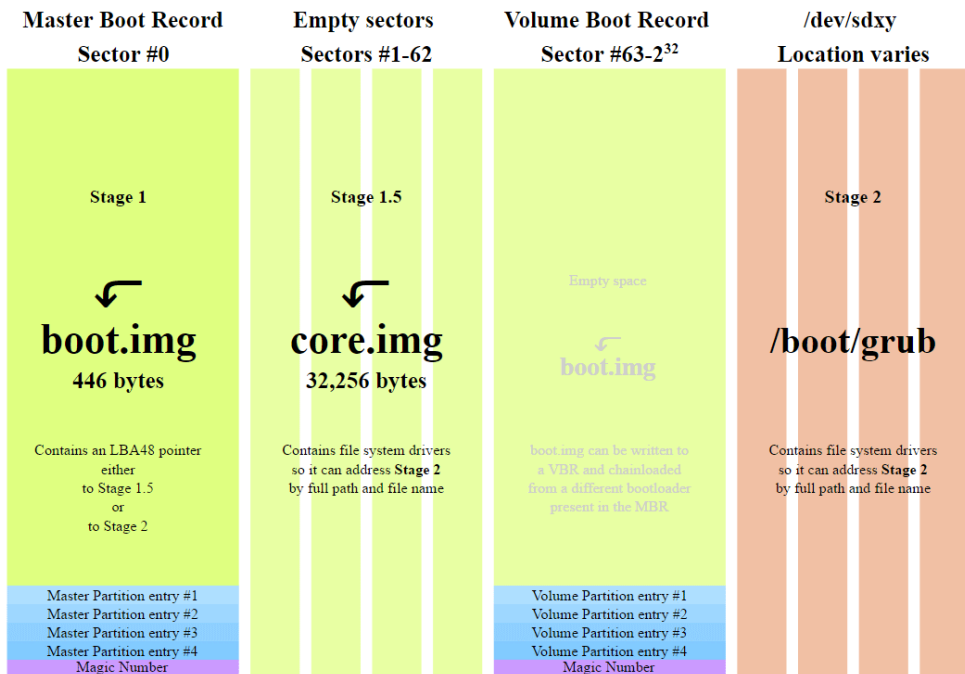 Master Boot Record
Sector #0
Stage 1
boot.img
446 bytes
Contains an LBA48 pointer
either
to Stage 1.5
or
to Stage 2
Master Partition entry #1
Master Partition entry #2
Master Partition entry #3
Master Partition entry #4
Magic Number
Empty sectors
Sectors #1-62
Stage 1.5
core.img
32,256 bytes
Contains file system drivers
so it can address Stage 2
by full path and file name
Volume Boot Record
Sector #63-2³²
Empty space
boot.img
boot.img can be written to
a VBR and chainloaded
from a different bootloader
present in the MBR
Volume Partition entry #1
Volume Partition entry #2
Volume Partition entry #3
Volume Partition entry #4
Magic Number
/dev/sdxy
Location varies
Stage 2
/boot/grub
Contains file system drivers
so it can address Stage 2
by full path and file name